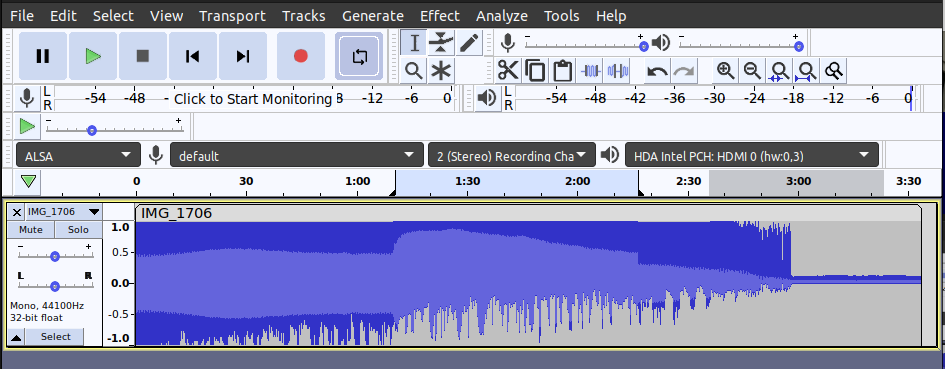 File Edit Select View Transport Tracks Generate Effect Analyze Tools Help
L R -54 -48 - Click to Start Monitoring 3 -12 -6 0 L R -54 -48 -42 -36 -30 -24 -18 -12 -6 0
- +
ALSA default 2 (Stereo) Recording Cha HDA Intel PCH: HDMI 0 (hw:0,3)
0 30 1:00 1:30 2:00 2:30 3:00 3:30
× IMG_1706 IMG_1706
Mute Solo 1.0
- + 0.5
L R 0.0
Mono, 44100Hz
32-bit float -0.5
Select -1.0